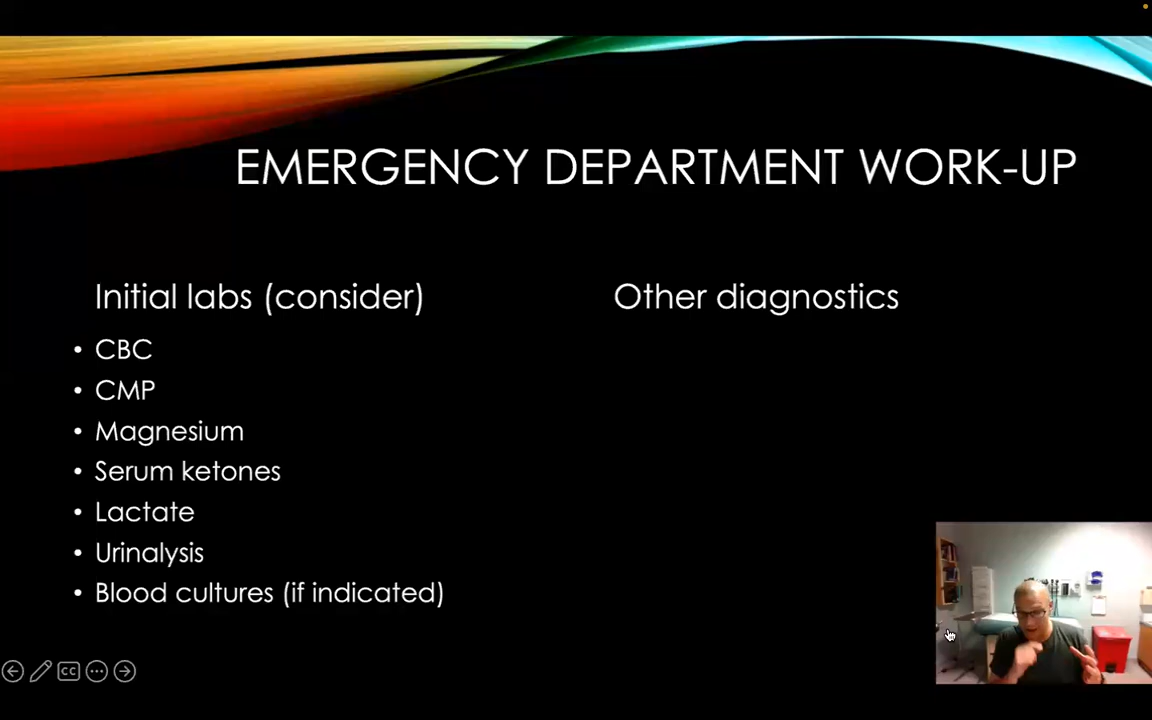 EMERGENCY DEPARTMENT WORK-UP
Initial labs (consider)
• CBC
• CMP
• Magnesium
• Serum ketones
• Lactate
• Urinalysis
• Blood cultures (if indicated)
Other diagnostics
CC